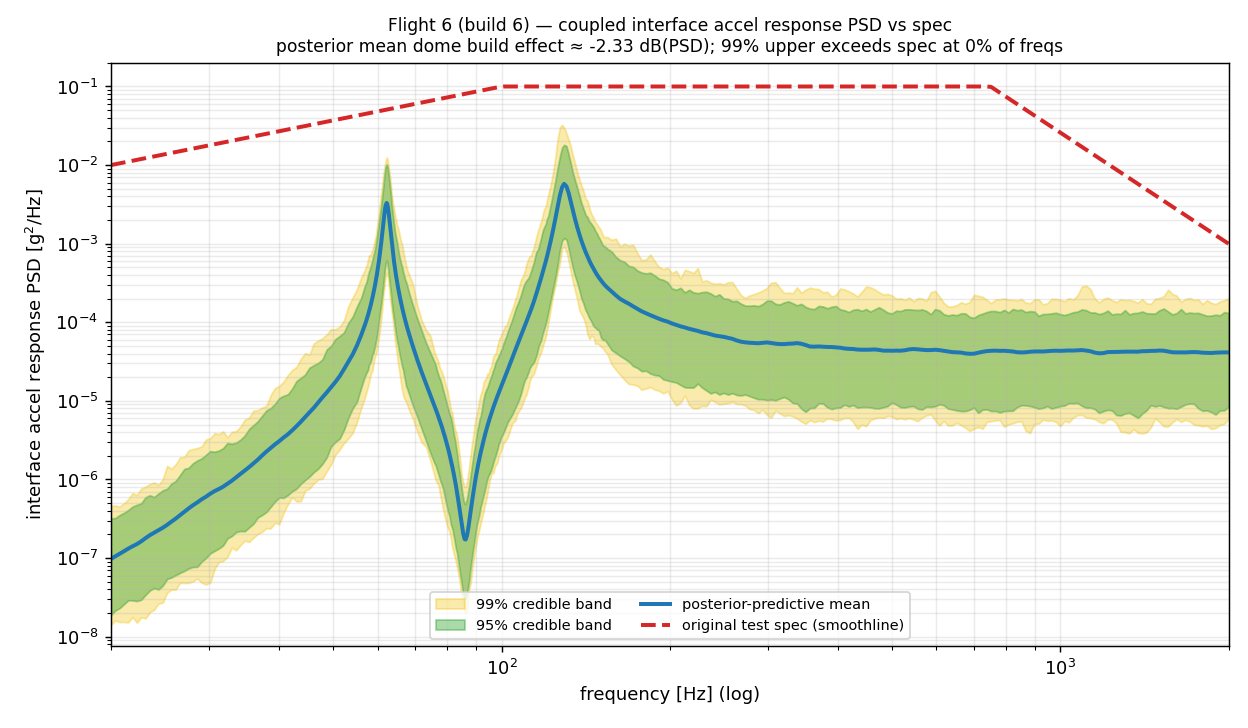 Flight 6 (build 6) — coupled interface accel response PSD vs spec
posterior mean dome build effect ≈ -2.33 dB(PSD); 99% upper exceeds spec at 0% of freqs
interface accel response PSD [g²/Hz]
10⁻¹
10⁻²
10⁻³
10⁻⁴
10⁻⁵
10⁻⁶
10⁻⁷
10⁻⁸
99% credible band
95% credible band
posterior-predictive mean
original test spec (smoothline)
10²
10³
frequency [Hz] (log)